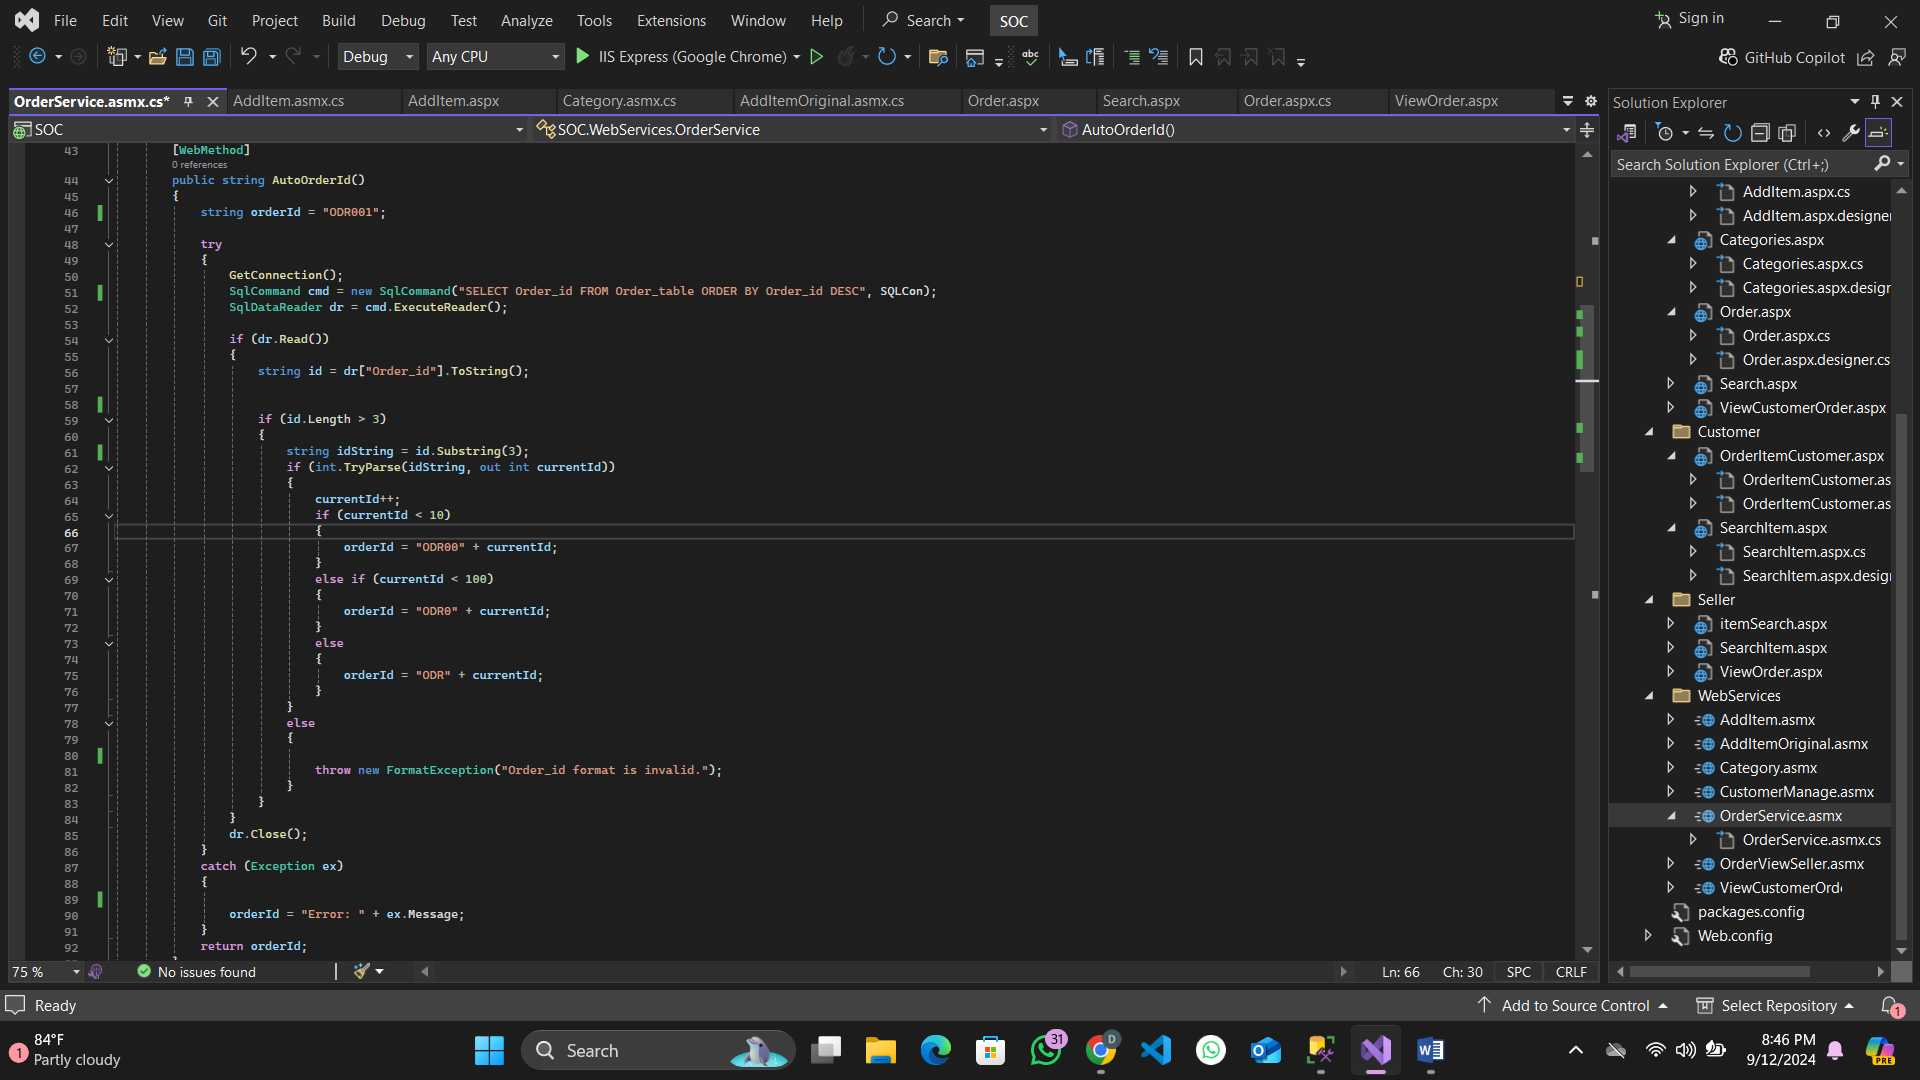 File Edit View Git Project Build Debug Test Analyze Tools Extensions Window Help Search SOC Sign in
Debug Any CPU IIS Express (Google Chrome) GitHub Copilot
OrderService.asmx.cs* AddItem.asmx.cs AddItem.aspx Category.asmx.cs AddItemOriginal.asmx.cs Order.aspx Search.aspx Order.aspx.cs ViewOrder.aspx
SOC SOC.WebServices.OrderService AutoOrderId()
43 [WebMethod]
0 references
44 public string AutoOrderId()
45 {
46 string orderId = "ODR001";
47
48 try
49 {
50 GetConnection();
51 SqlCommand cmd = new SqlCommand("SELECT Order_id FROM Order_table ORDER BY Order_id DESC", SQLCon);
52 SqlDataReader dr = cmd.ExecuteReader();
53
54 if (dr.Read())
55 {
56 string id = dr["Order_id"].ToString();
57
58
59 if (id.Length > 3)
60 {
61 string idString = id.Substring(3);
62 if (int.TryParse(idString, out int currentId))
63 {
64 currentId++;
65 if (currentId < 10)
66 {
67 orderId = "ODR00" + currentId;
68 }
69 else if (currentId < 100)
70 {
71 orderId = "ODR0" + currentId;
72 }
73 else
74 {
75 orderId = "ODR" + currentId;
76 }
77 }
78 else
79 {
80
81 throw new FormatException("Order_id format is invalid.");
82 }
83 }
84 }
85 dr.Close();
86 }
87 catch (Exception ex)
88 {
89
90 orderId = "Error: " + ex.Message;
91 }
92 return orderId;
75 % No issues found Ln: 66 Ch: 30 SPC CRLF
Solution Explorer
Search Solution Explorer (Ctrl+;)
AddItem.aspx.cs
AddItem.aspx.designer
Categories.aspx
Categories.aspx.cs
Categories.aspx.desigr
Order.aspx
Order.aspx.cs
Order.aspx.designer.cs
Search.aspx
ViewCustomerOrder.aspx
Customer
OrderItemCustomer.aspx
OrderItemCustomer.as
OrderItemCustomer.as
SearchItem.aspx
SearchItem.aspx.cs
SearchItem.aspx.desig
Seller
itemSearch.aspx
SearchItem.aspx
ViewOrder.aspx
WebServices
AddItem.asmx
AddItemOriginal.asmx
Category.asmx
CustomerManage.asmx
OrderService.asmx
OrderService.asmx.cs
OrderViewSeller.asmx
ViewCustomerOrd
packages.config
Web.config
Ready Add to Source Control Select Repository 1
1 84°F
Partly cloudy
Search
31
D
8:46 PM
9/12/2024
PRE